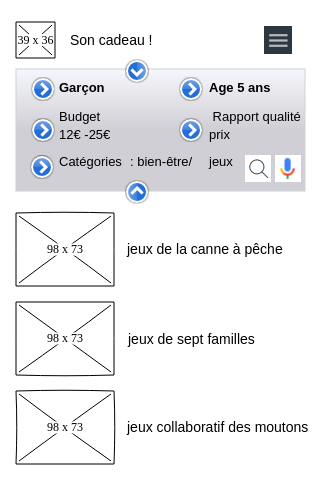 39 x 36 Son cadeau !
Garçon Age 5 ans
Budget Rapport qualité
12€ -25€ prix
Catégories : bien-être/ jeux
98 x 73 jeux de la canne à pêche
98 x 73 jeux de sept familles
98 x 73 jeux collaboratif des moutons